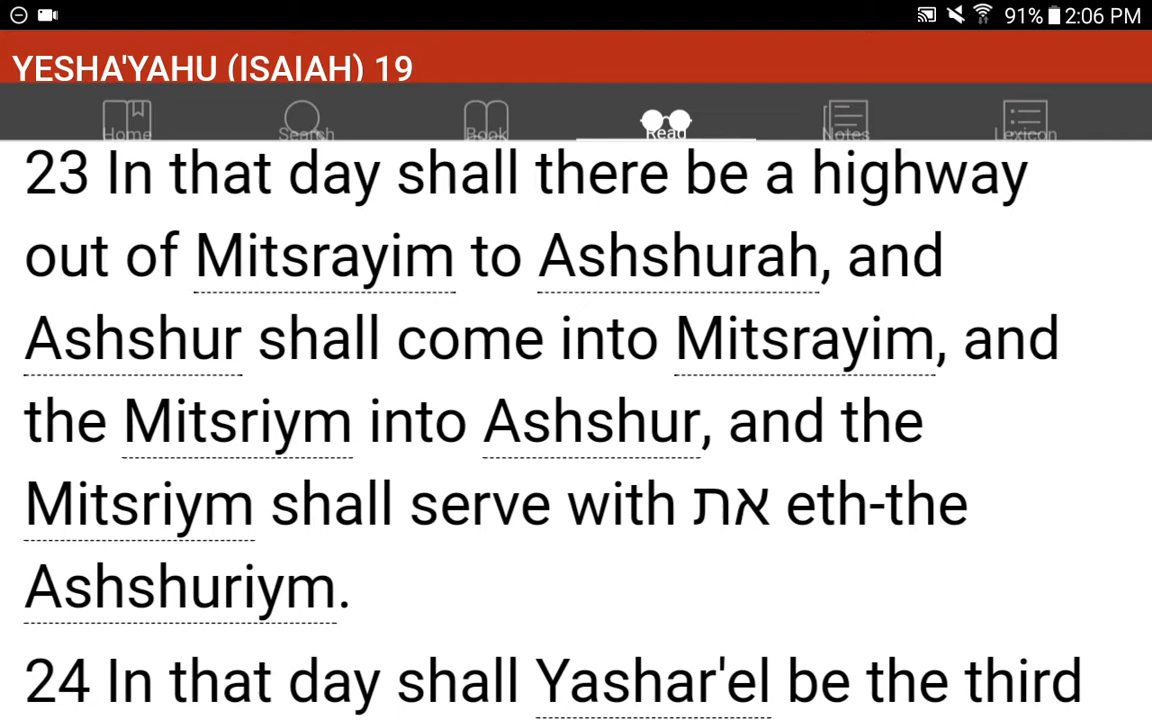 91% 2:06 PM
YESHA'YAHU (ISAIAH) 19
Home Search Book Read Notes Lexicon
23 In that day shall there be a highway
out of Mitsrayim to Ashshurah, and
Ashshur shall come into Mitsrayim, and
the Mitsriym into Ashshur, and the
Mitsriym shall serve with את eth-the
Ashshuriym.
24 In that day shall Yashar'el be the third